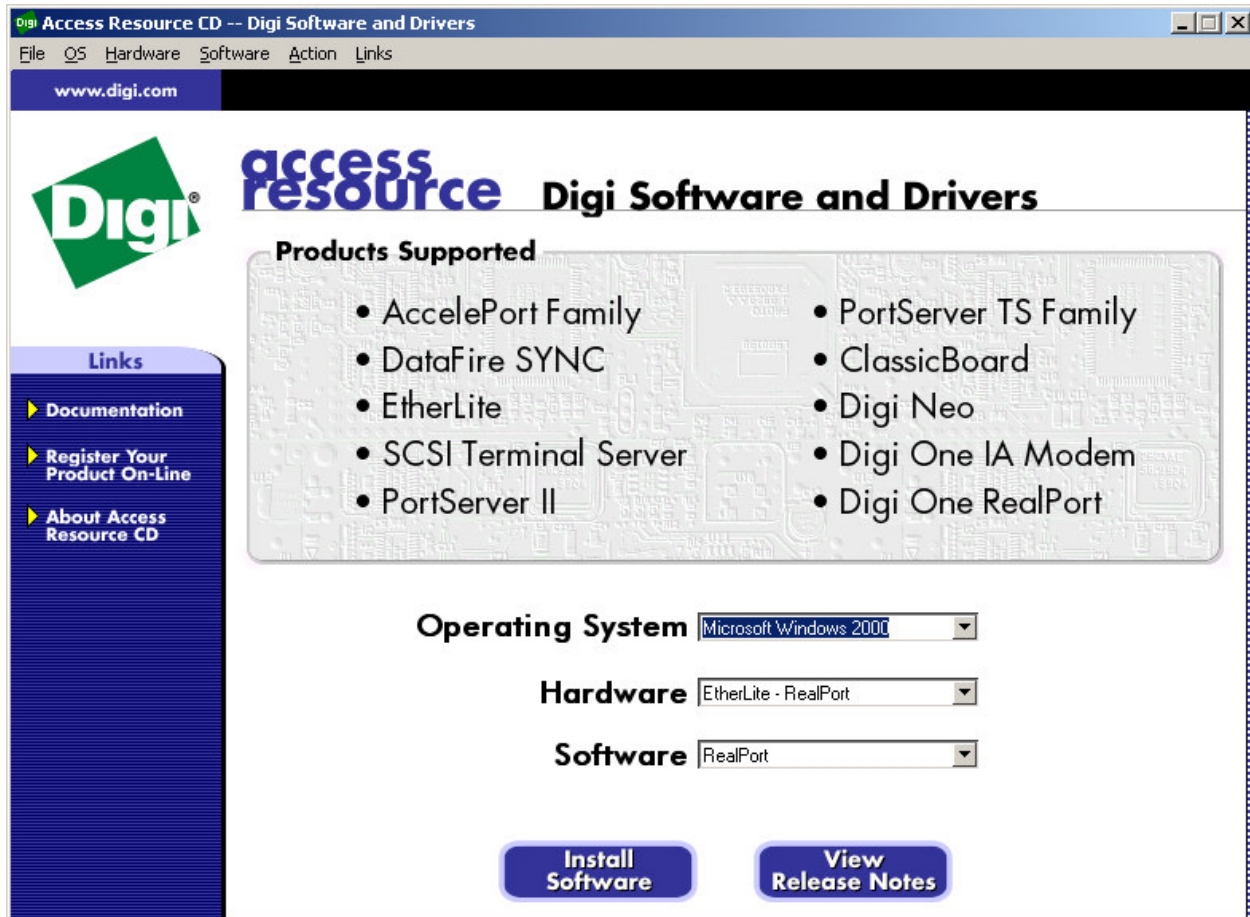 Digi Access Resource CD -- Digi Software and Drivers
File OS Hardware Software Action Links
www.digi.com
Digi®
access
resource
Digi Software and Drivers
Products Supported
• AccelePort Family
• DataFire SYNC
• EtherLite
• SCSI Terminal Server
• PortServer II
• PortServer TS Family
• ClassicBoard
• Digi Neo
• Digi One IA Modem
• Digi One RealPort
Links
Documentation
Register Your
Product On-Line
About Access
Resource CD
Operating System Microsoft Windows 2000
Hardware EtherLite - RealPort
Software RealPort
Install
Software
View
Release Notes